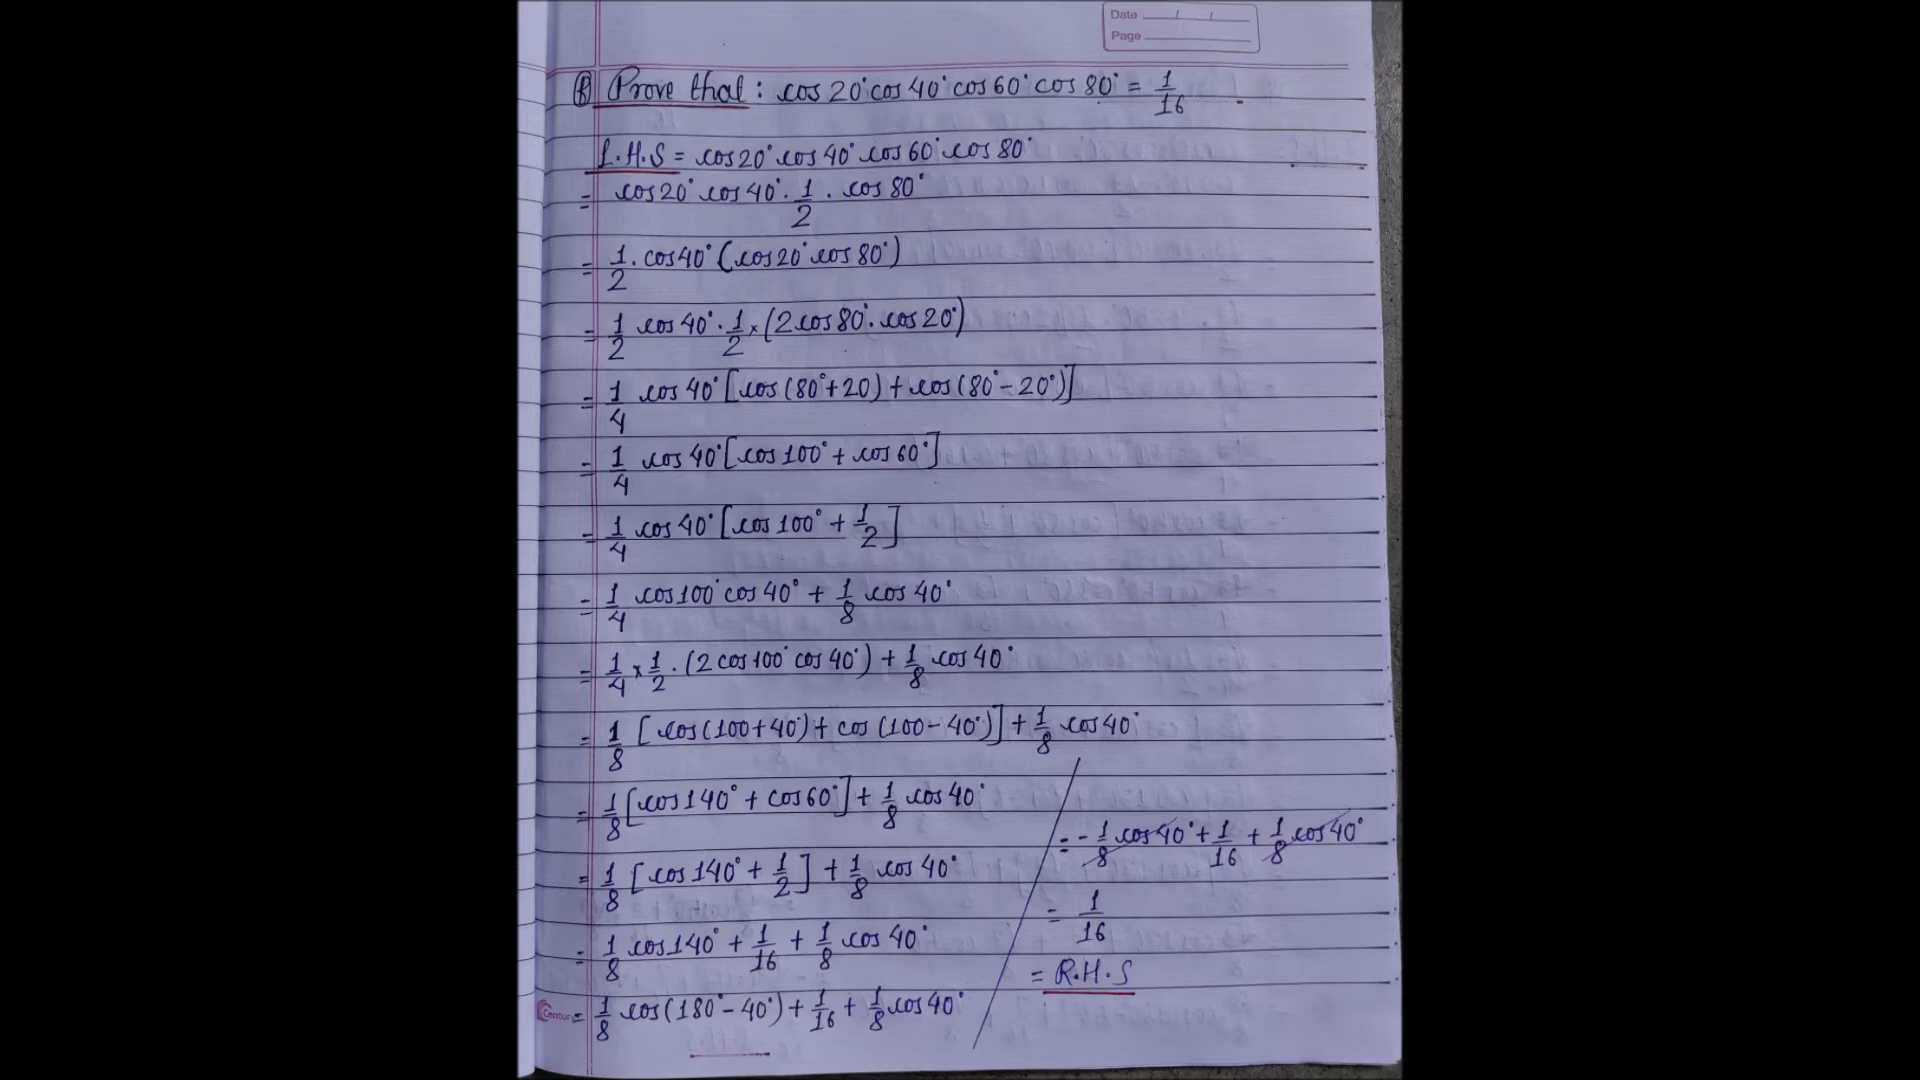 Date / /
Page
(B) Prove that : cos 20° cos 40° cos 60° cos 80° = 1/16
L.H.S = cos 20° cos 40° cos 60° cos 80°
= cos 20° cos 40° · 1/2 · cos 80°
= 1/2 · cos 40° (cos 20° cos 80°)
= 1/2 cos 40° · 1/2 × (2 cos 80° · cos 20°)
= 1/4 cos 40° [cos (80° + 20) + cos (80° - 20°)]
= 1/4 cos 40° [cos 100° + cos 60°]
= 1/4 cos 40° [cos 100° + 1/2]
= 1/4 cos 100° cos 40° + 1/8 cos 40°
= 1/4 × 1/2 · (2 cos 100° cos 40°) + 1/8 cos 40°
= 1/8 [cos (100 + 40°) + cos (100 - 40°)] + 1/8 cos 40°
= 1/8 [cos 140° + cos 60°] + 1/8 cos 40°
= 1/8 [cos 140° + 1/2] + 1/8 cos 40°
= 1/8 cos 140° + 1/16 + 1/8 cos 40°
= 1/8 cos (180° - 40°) + 1/16 + 1/8 cos 40°
= - 1/8 cos 40° + 1/16 + 1/8 cos 40°
= 1/16
= R.H.S